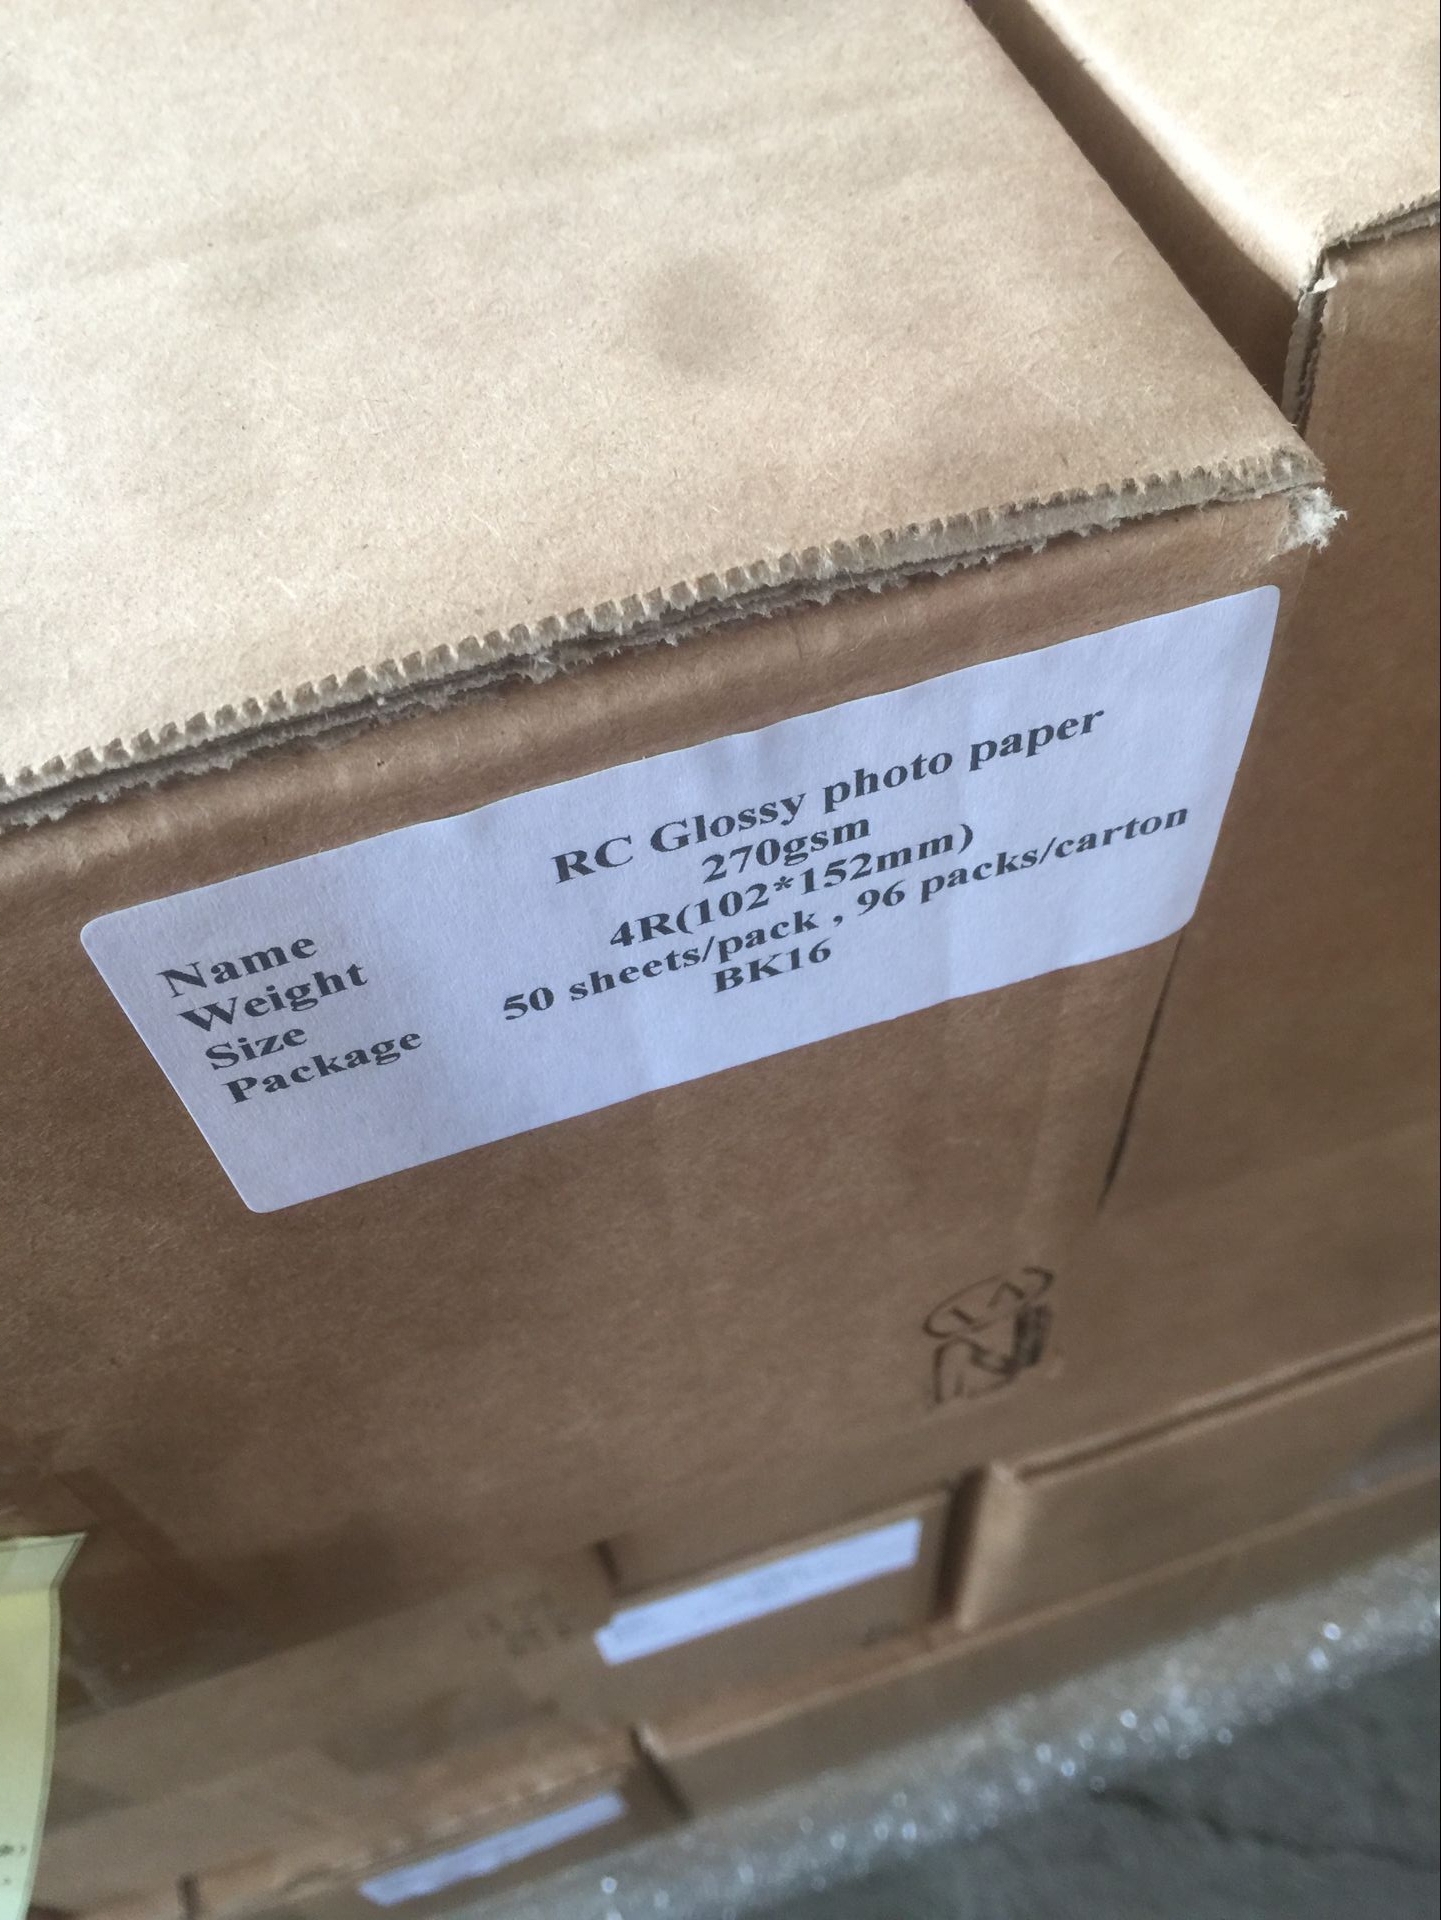 Name RC Glossy photo paper
Weight 270gsm
Size 4R(102*152mm)
Package 50 sheets/pack , 96 packs/carton
BK16